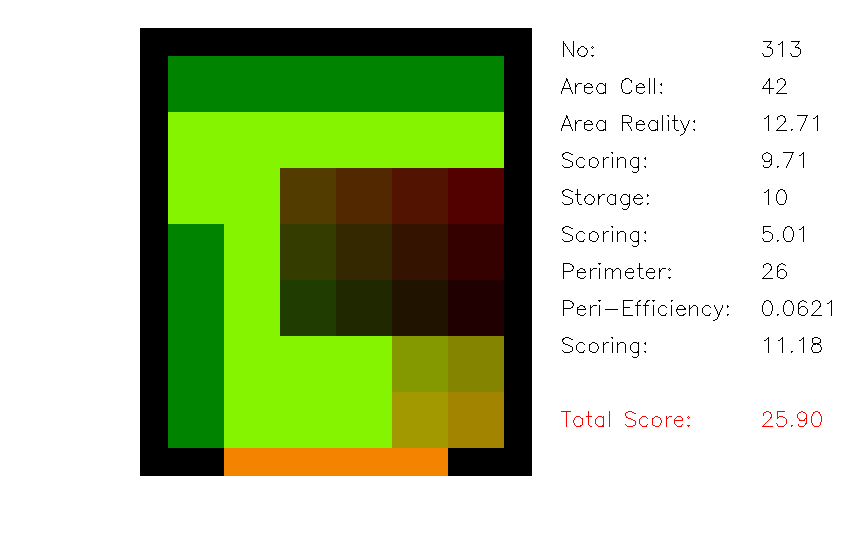 No: 313
Area Cell: 42
Area Reality: 12.71
Scoring: 9.71
Storage: 10
Scoring: 5.01
Perimeter: 26
Peri-Efficiency: 0.0621
Scoring: 11.18
Total Score: 25.90